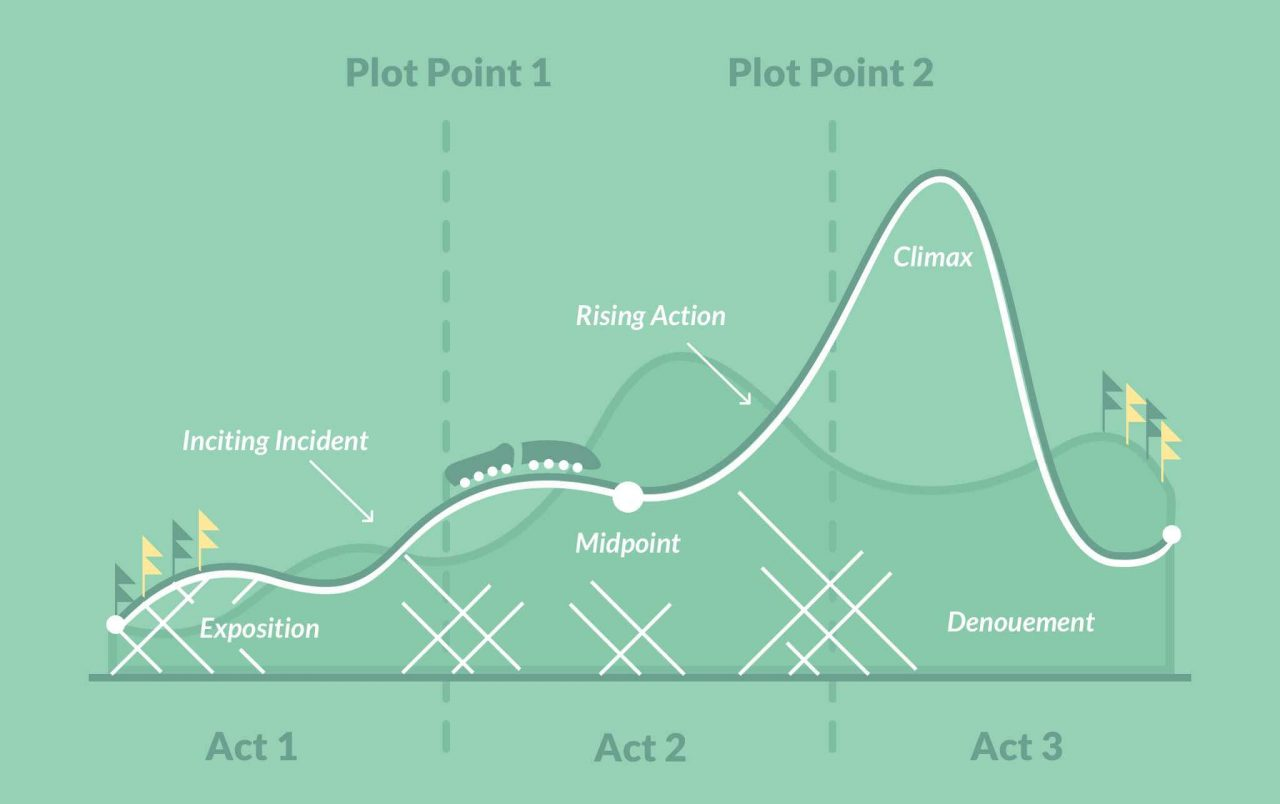 Plot Point 1
Plot Point 2
Climax
Rising Action
Inciting Incident
Midpoint
Exposition
Denouement
Act 1
Act 2
Act 3